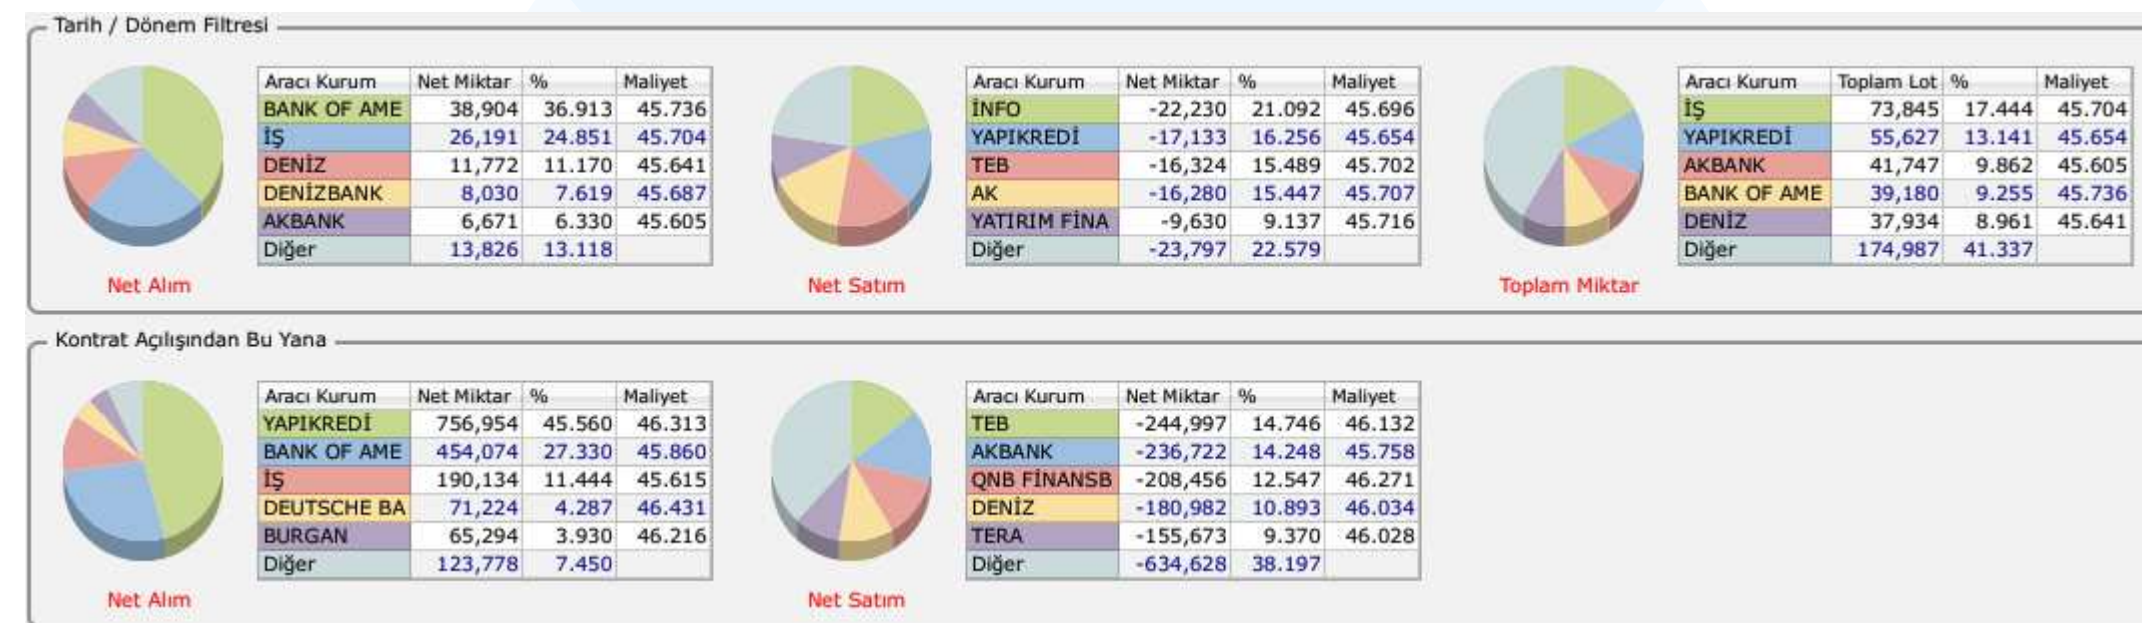 Tarih / Dönem Filtresi
Aracı Kurum Net Miktar % Maliyet
BANK OF AME 38,904 36.913 45.736
İŞ 26,191 24.851 45.704
DENİZ 11,772 11.170 45.641
DENİZBANK 8,030 7.619 45.687
AKBANK 6,671 6.330 45.605
Diğer 13,826 13.118
Net Alım
Aracı Kurum Net Miktar % Maliyet
İNFO -22,230 21.092 45.696
YAPIKREDİ -17,133 16.256 45.654
TEB -16,324 15.489 45.702
AK -16,280 15.447 45.707
YATIRIM FİNA -9,630 9.137 45.716
Diğer -23,797 22.579
Net Satım
Aracı Kurum Toplam Lot % Maliyet
İŞ 73,845 17.444 45.704
YAPIKREDİ 55,627 13.141 45.654
AKBANK 41,747 9.862 45.605
BANK OF AME 39,180 9.255 45.736
DENİZ 37,934 8.961 45.641
Diğer 174,987 41.337
Toplam Miktar
Kontrat Açılışından Bu Yana
Aracı Kurum Net Miktar % Maliyet
YAPIKREDİ 756,954 45.560 46.313
BANK OF AME 454,074 27.330 45.860
İŞ 190,134 11.444 45.615
DEUTSCHE BA 71,224 4.287 46.431
BURGAN 65,294 3.930 46.216
Diğer 123,778 7.450
Net Alım
Aracı Kurum Net Miktar % Maliyet
TEB -244,997 14.746 46.132
AKBANK -236,722 14.248 45.758
QNB FİNANSB -208,456 12.547 46.271
DENİZ -180,982 10.893 46.034
TERA -155,673 9.370 46.028
Diğer -634,628 38.197
Net Satım